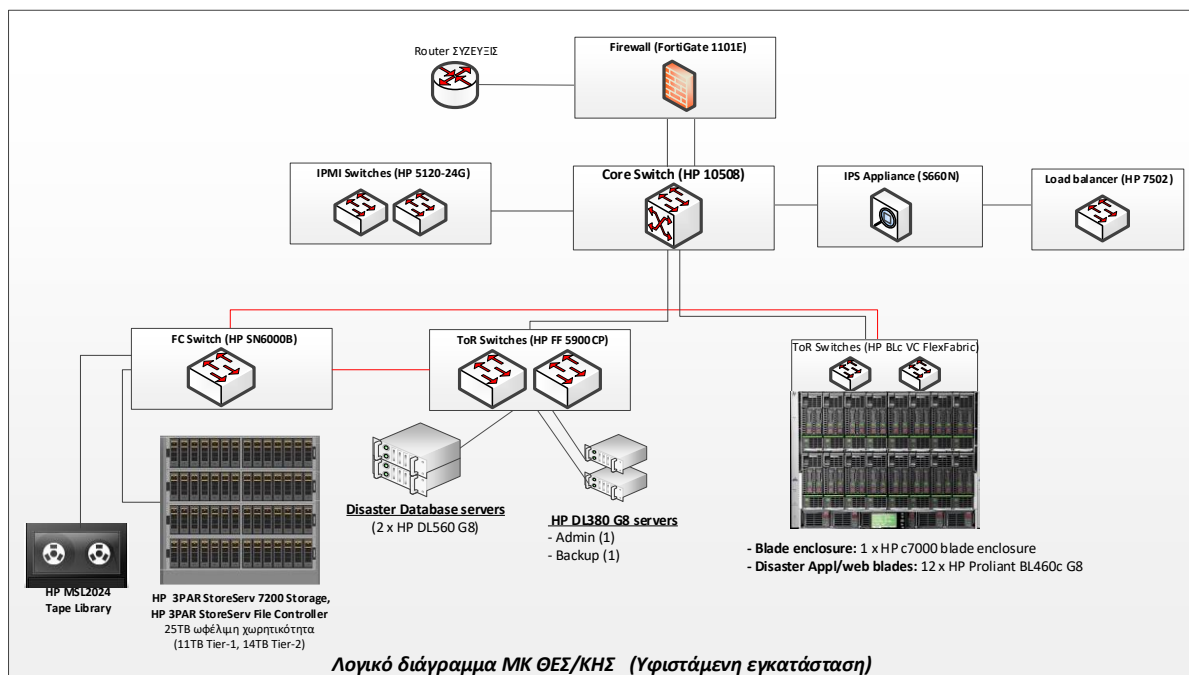 Router ΣΥΖΕΥΞΙΣ
Firewall (FortiGate 1101E)
IPMI Switches (HP 5120-24G)
Core Switch (HP 10508)
IPS Appliance (S660N)
Load balancer (HP 7502)
FC Switch (HP SN6000B)
ToR Switches (HP FF 5900CP)
ToR Switches (HP BLc VC FlexFabric)
Disaster Database servers
(2 x HP DL560 G8)
HP DL380 G8 servers
- Admin (1)
- Backup (1)
- Blade enclosure: 1 x HP c7000 blade enclosure
- Disaster Appl/web blades: 12 x HP Proliant BL460c G8
HP MSL2024
Tape Library
HP 3PAR StoreServ 7200 Storage,
HP 3PAR StoreServ File Controller
25TB ωφέλιμη χωρητικότητα
(11TB Tier-1, 14TB Tier-2)
Λογικό διάγραμμα ΜΚ ΘΕΣ/ΚΗΣ (Υφιστάμενη εγκατάσταση)